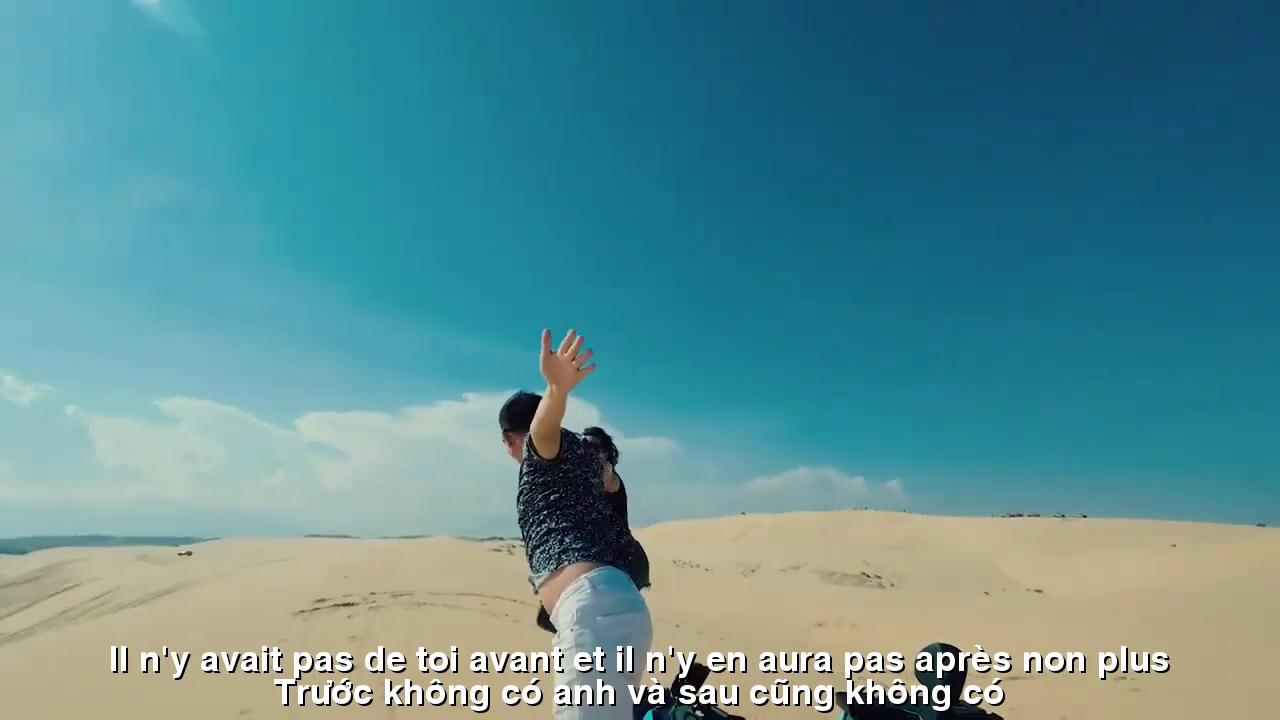 Il n'y avait pas de toi avant et il n'y en aura pas après non plus
Trước không có anh và sau cũng không có